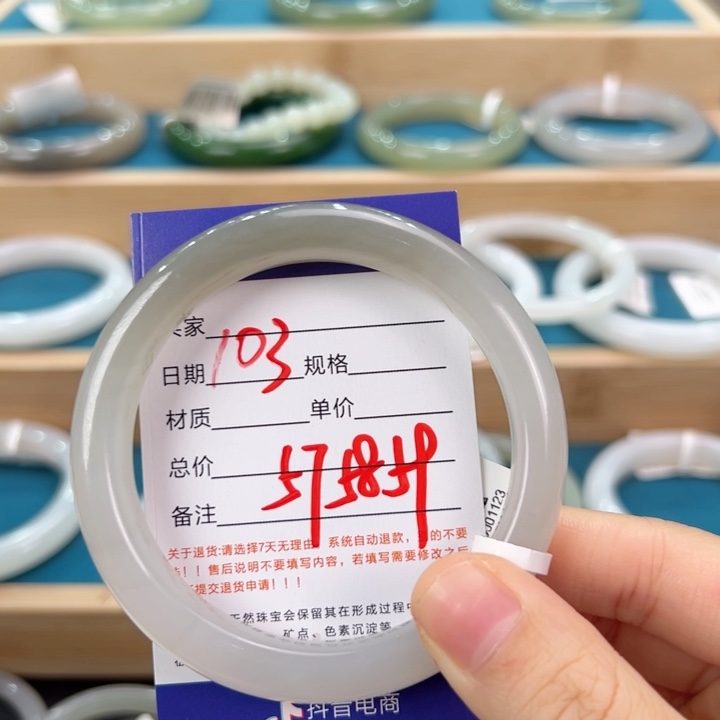 家
103
日期 规格
材质 单价
总价
57 58 59
备注
关于退货:请选择7天无理由 系统自动退款, 的不要
! 售后说明不要填写内容, 若填写需要修改之后
提交退货申请!!!
天然珠宝会保留其在形成过程中
矿点、色素沉淀等
抖音电商
001123